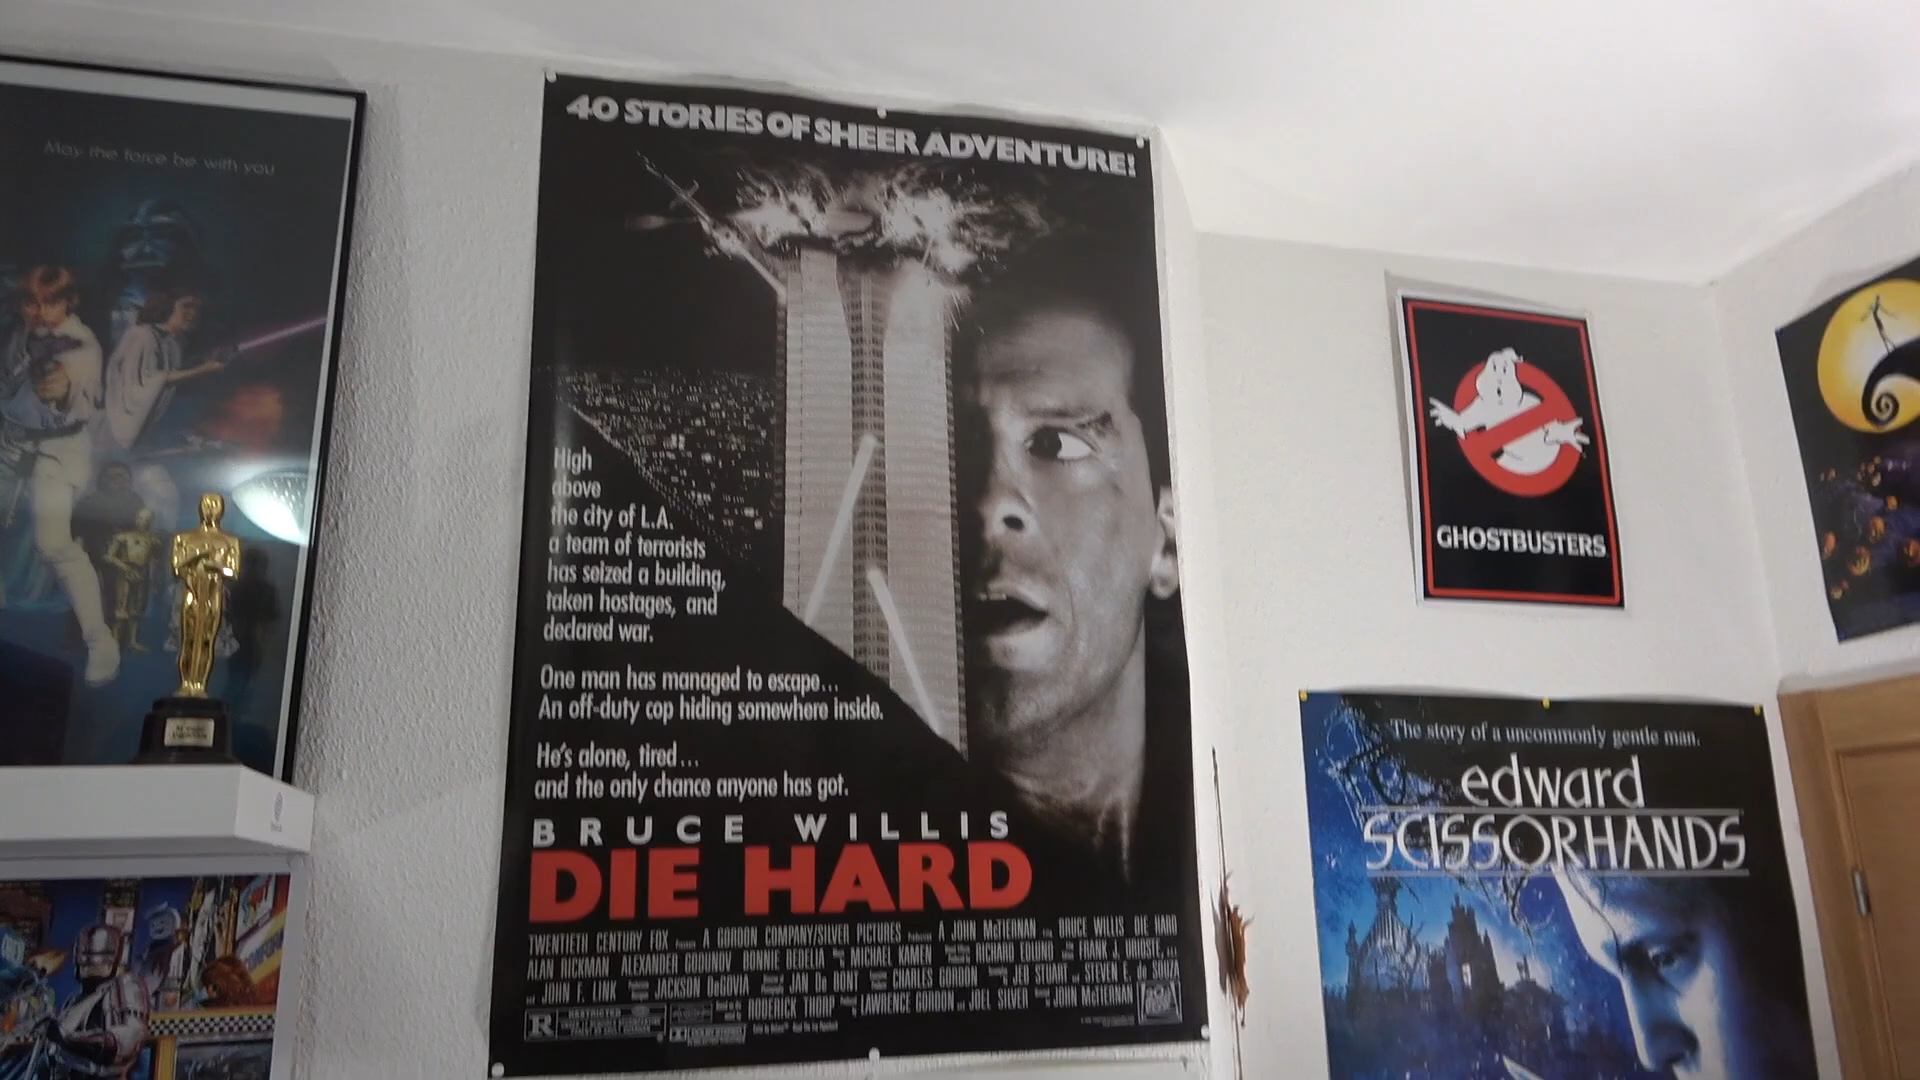 May the force be with you
40 STORIES OF SHEER ADVENTURE!
High
above
the city of L.A.
a team of terrorists
has seized a building,
taken hostages, and
declared war.
One man has managed to escape...
An off-duty cop hiding somewhere inside.
He's alone, tired...
and the only chance anyone has got.
BRUCE WILLIS
DIE HARD
TWENTIETH CENTURY FOX A GORDON COMPANY/SILVER PICTURES A JOHN McTIERNAN BRUCE WILLIS DIE HARD
ALAN RICKMAN ALEXANDER GODUNOV BONNIE BEDELIA MICHAEL KAMEN RICHARD EDLUND FRANK J. URIOSTE,
JOHN F. LINK JACKSON DeGOVIA JAN De BONT CHARLES GORDON JEB STUART STEVEN E. de SOUZA
RODERICK THORP LAWRENCE GORDON JOEL SILVER JOHN McTIERNAN
R RESTRICTED
GHOSTBUSTERS
The story of a uncommonly gentle man.
edward
SCISSORHANDS